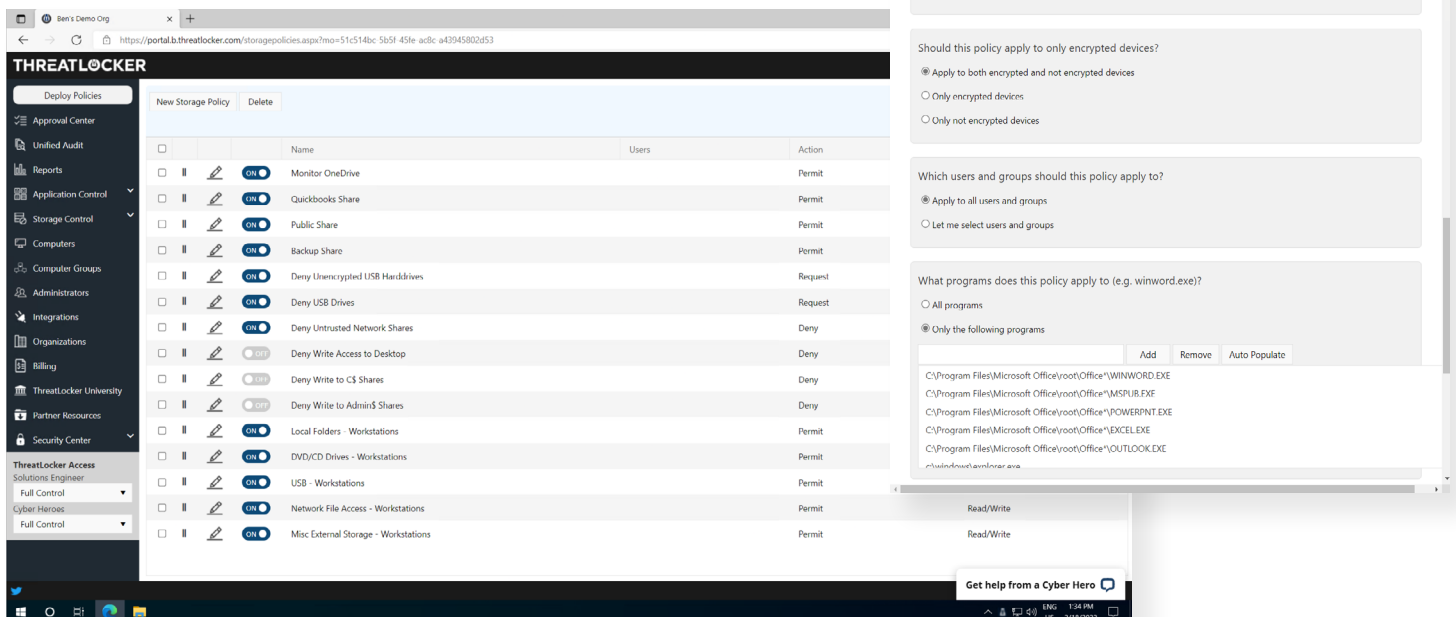 Ben's Demo Org
https://portal.b.threatlocker.com/storagepolicies.aspx?mo=51c514bc-5b5f-45fe-ac8c-a43945802d53
THREATLOCKER
Deploy Policies
Approval Center
Unified Audit
Reports
Application Control
Storage Control
Computers
Computer Groups
Administrators
Integrations
Organizations
Billing
ThreatLocker University
Partner Resources
Security Center
ThreatLocker Access
Solutions Engineer
Full Control
Cyber Heroes
Full Control
New Storage Policy Delete
Name Users Action
ON Monitor OneDrive Permit
ON Quickbooks Share Permit
ON Public Share Permit
ON Backup Share Permit
ON Deny Unencrypted USB Harddrives Request
ON Deny USB Drives Request
ON Deny Untrusted Network Shares Deny
OFF Deny Write Access to Desktop Deny
OFF Deny Write to C$ Shares Deny
OFF Deny Write to Admin$ Shares Deny
ON Local Folders - Workstations Permit
ON DVD/CD Drives - Workstations Permit
ON USB - Workstations Permit
ON Network File Access - Workstations Permit Read/Write
ON Misc External Storage - Workstations Permit Read/Write
Get help from a Cyber Hero
ENG 1:34 PM
Should this policy apply to only encrypted devices?
Apply to both encrypted and not encrypted devices
Only encrypted devices
Only not encrypted devices
Which users and groups should this policy apply to?
Apply to all users and groups
Let me select users and groups
What programs does this policy apply to (e.g. winword.exe)?
All programs
Only the following programs
Add Remove Auto Populate
C:\Program Files\Microsoft Office\root\Office*\WINWORD.EXE
C:\Program Files\Microsoft Office\root\Office*\MSPUB.EXE
C:\Program Files\Microsoft Office\root\Office*\POWERPNT.EXE
C:\Program Files\Microsoft Office\root\Office*\EXCEL.EXE
C:\Program Files\Microsoft Office\root\Office*\OUTLOOK.EXE
c:\windows\explorer.exe